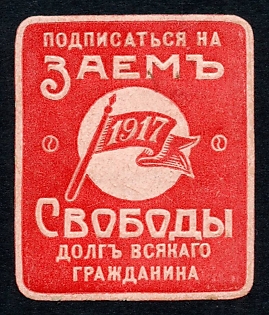 ПОДПИСАТЬСЯ НА
ЗАЕМЪ
1917
СВОБОДЫ
ДОЛГЪ ВСЯКАГО
ГРАЖДАНИНА